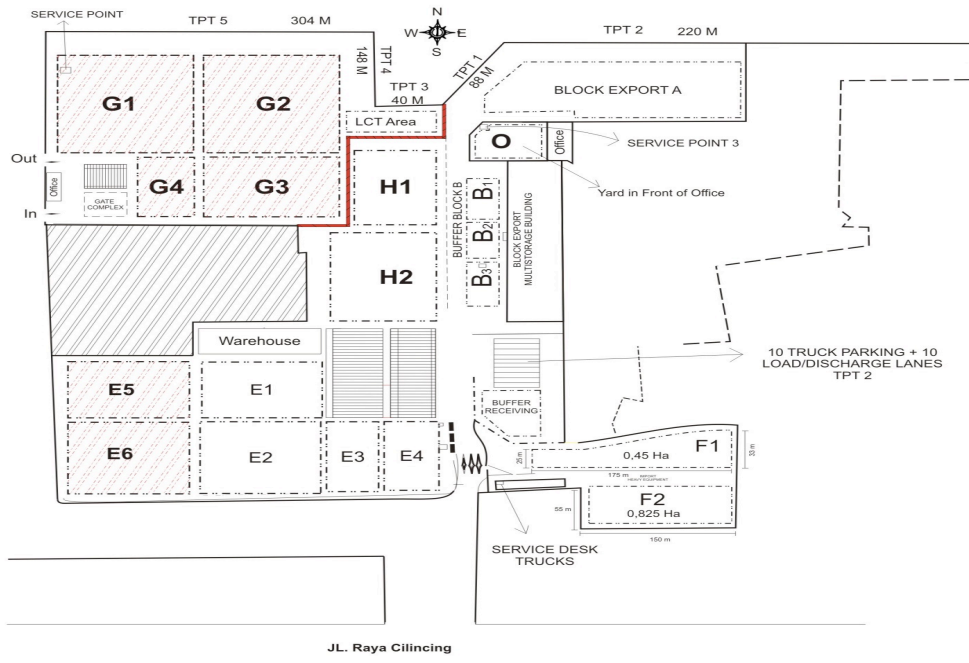 SERVICE POINT
TPT 5
304 M
N
W
E
S
TPT 2
220 M
148 M
TPT 4
TPT 3
40 M
TPT 1
88 M
G1
G2
LCT Area
BLOCK EXPORT A
O
Office
SERVICE POINT 3
Yard in Front of Office
Out
Office
In
GATE
COMPLEX
G4
G3
H1
H2
BUFFER BLOCK B
B1
B2
B3
BLOCK EXPORT
MULTISTORAGE BUILDING
Warehouse
10 TRUCK PARKING + 10
LOAD/DISCHARGE LANES
TPT 2
E5
E1
BUFFER
RECEIVING
E6
E2
E3
E4
F1
0,45 Ha
25 m
33 m
175 m
HEAVY EQUIPMENT
F2
0,825 Ha
55 m
150 m
SERVICE DESK
TRUCKS
JL. Raya Cilincing